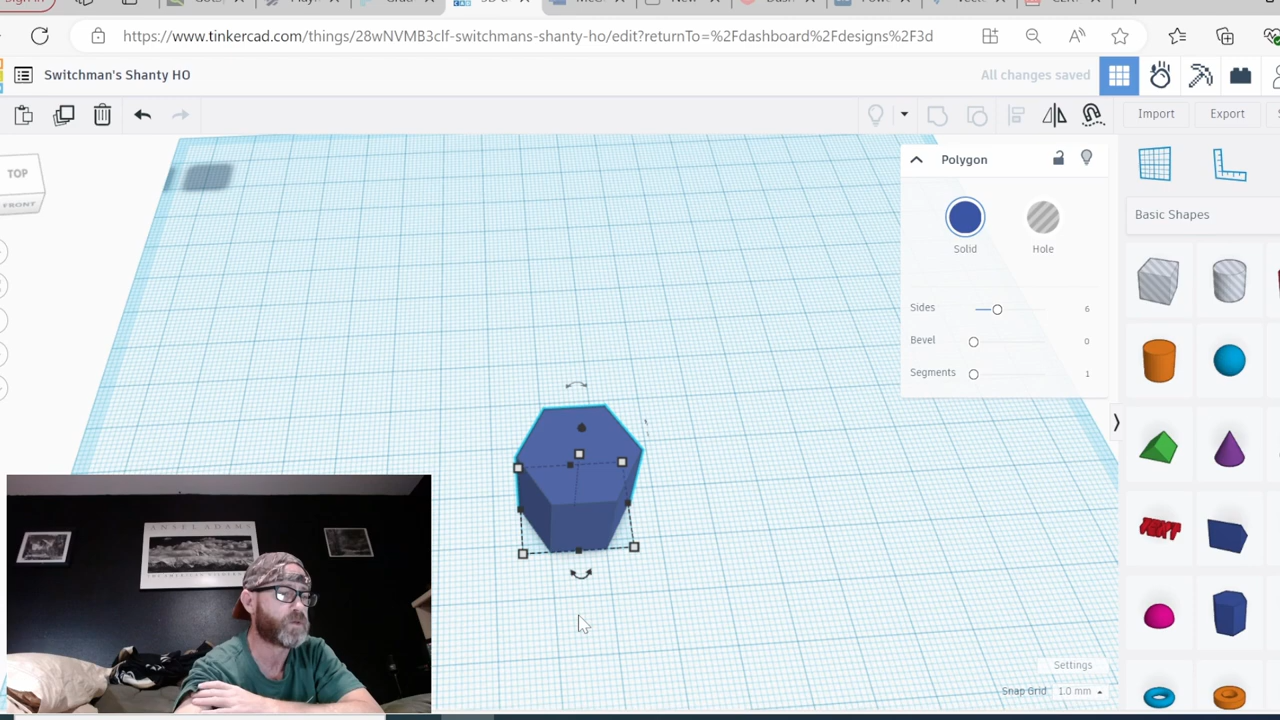 https://www.tinkercad.com/things/28wNVMB3clf-switchmans-shanty-ho/edit?returnTo=%2Fdashboard%2Fdesigns%2F3d
Switchman's Shanty HO
All changes saved
Import
Export
TOP
FRONT
Polygon
Solid
Hole
Sides
6
Bevel
0
Segments
1
Basic Shapes
TEXT
ANSEL ADAMS
Settings
Snap Grid
1.0 mm